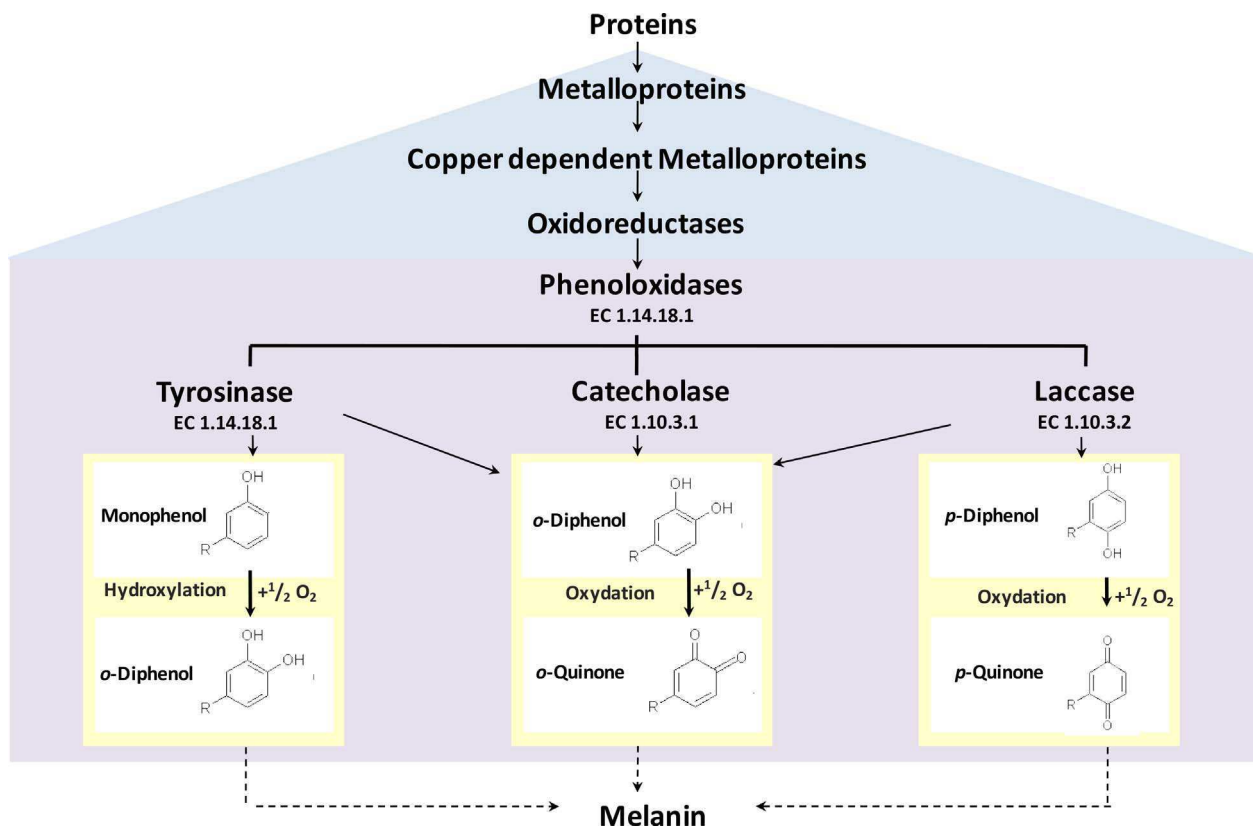 Proteins
Metalloproteins
Copper dependent Metalloproteins
Oxidoreductases
Phenoloxidases
EC 1.14.18.1
Tyrosinase
EC 1.14.18.1
Catecholase
EC 1.10.3.1
Laccase
EC 1.10.3.2
Monophenol
OH
R
Hydroxylation
+¹/₂ O₂
o-Diphenol
OH
OH
R
o-Diphenol
OH
OH
R
Oxydation
+¹/₂ O₂
o-Quinone
O
O
R
p-Diphenol
OH
R
OH
Oxydation
+¹/₂ O₂
p-Quinone
O
R
O
Melanin